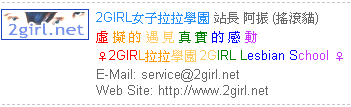 2girl.net
2GIRL女子拉拉學園 站長 阿振 (搖滾貓)
虛擬的遇見真實的感動
♀2GIRL拉拉學園 2GIRL Lesbian School ♀
E-Mail: service@2girl.net
Web Site: http://www.2girl.net